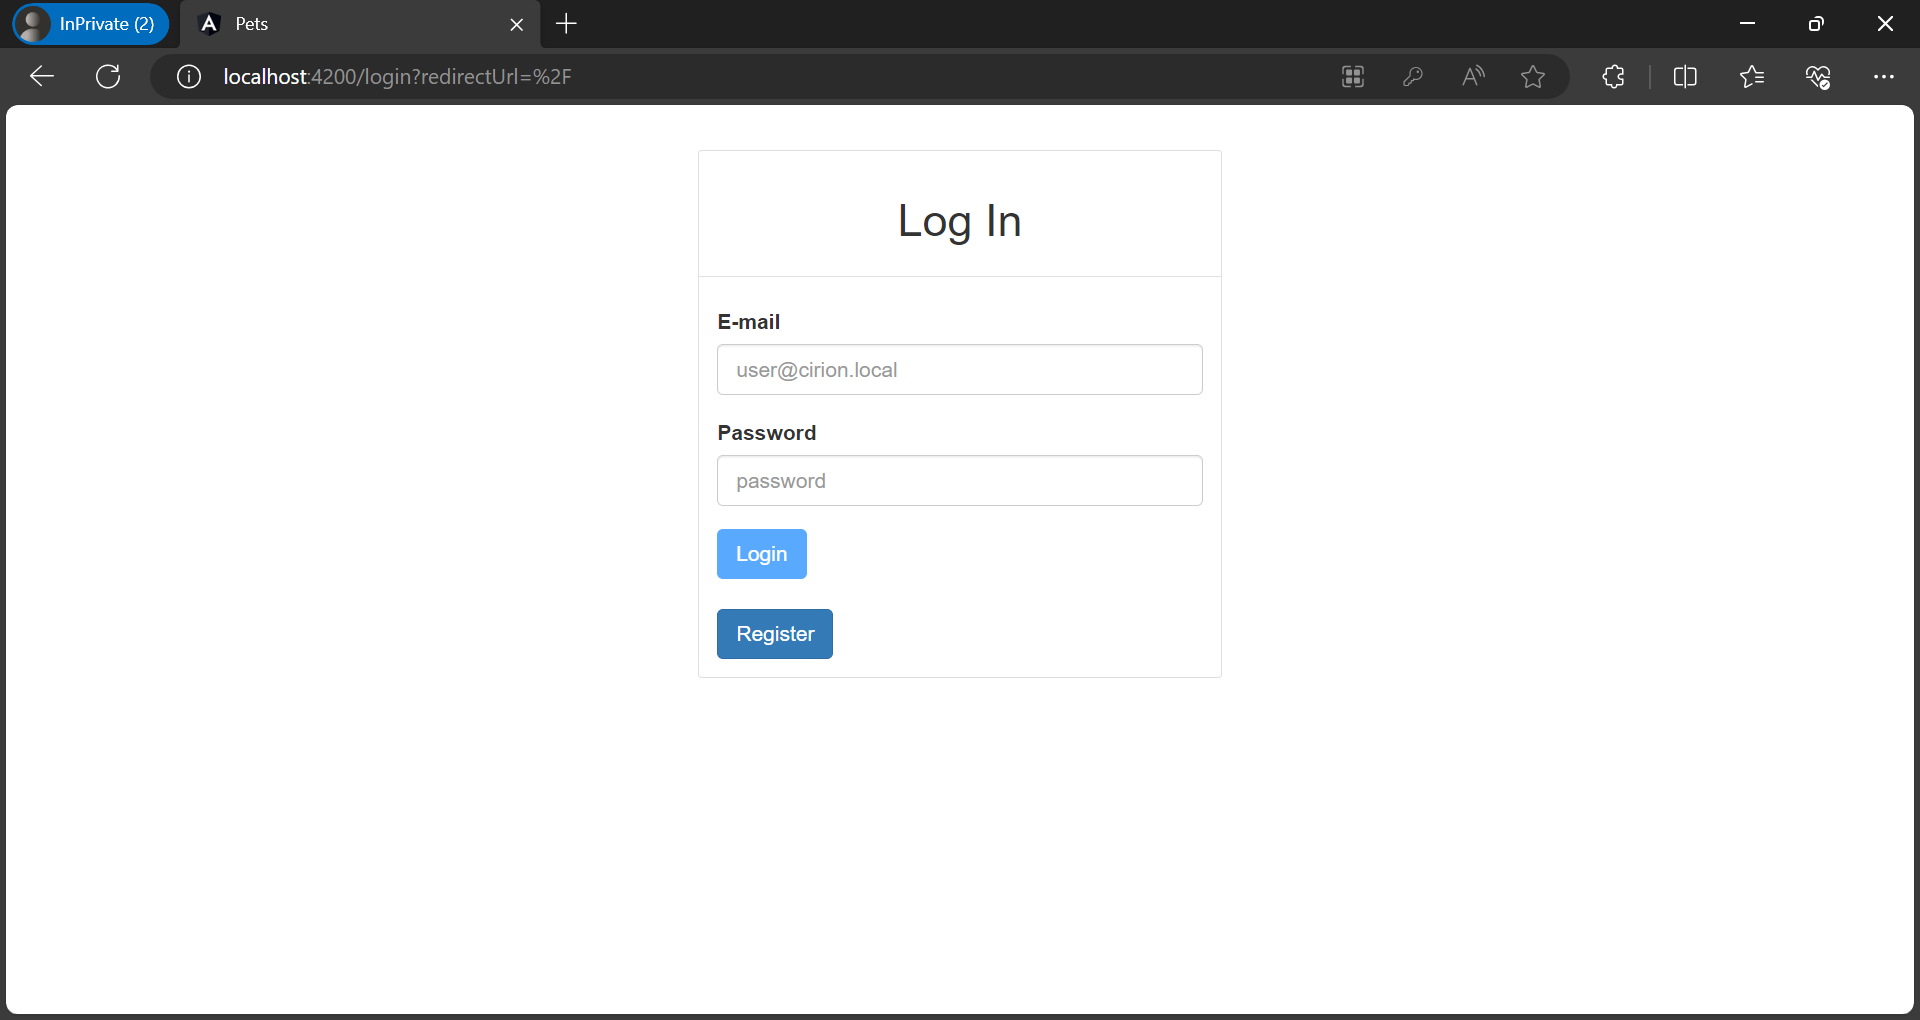 InPrivate (2)
Pets
localhost:4200/login?redirectUrl=%2F
Log In
E-mail
user@cirion.local
Password
password
Login
Register